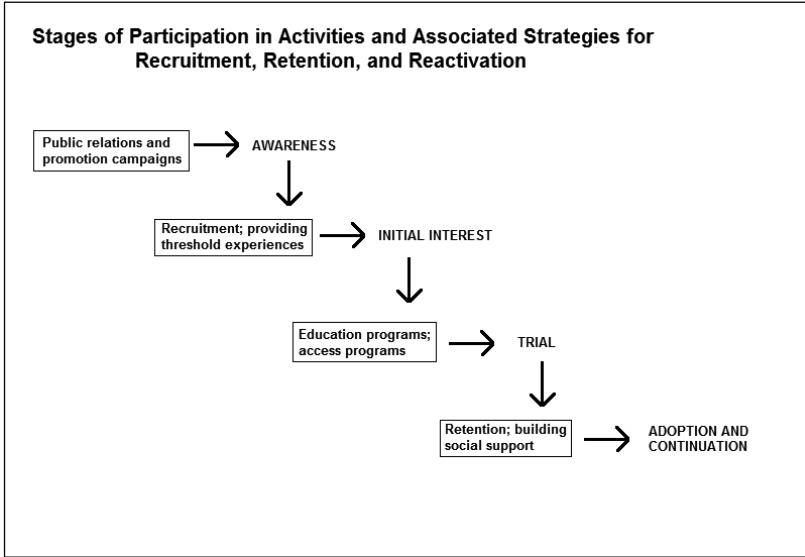 Stages of Participation in Activities and Associated Strategies for
Recruitment, Retention, and Reactivation
Public relations and
promotion campaigns
AWARENESS
Recruitment; providing
threshold experiences
INITIAL INTEREST
Education programs;
access programs
TRIAL
Retention; building
social support
ADOPTION AND
CONTINUATION